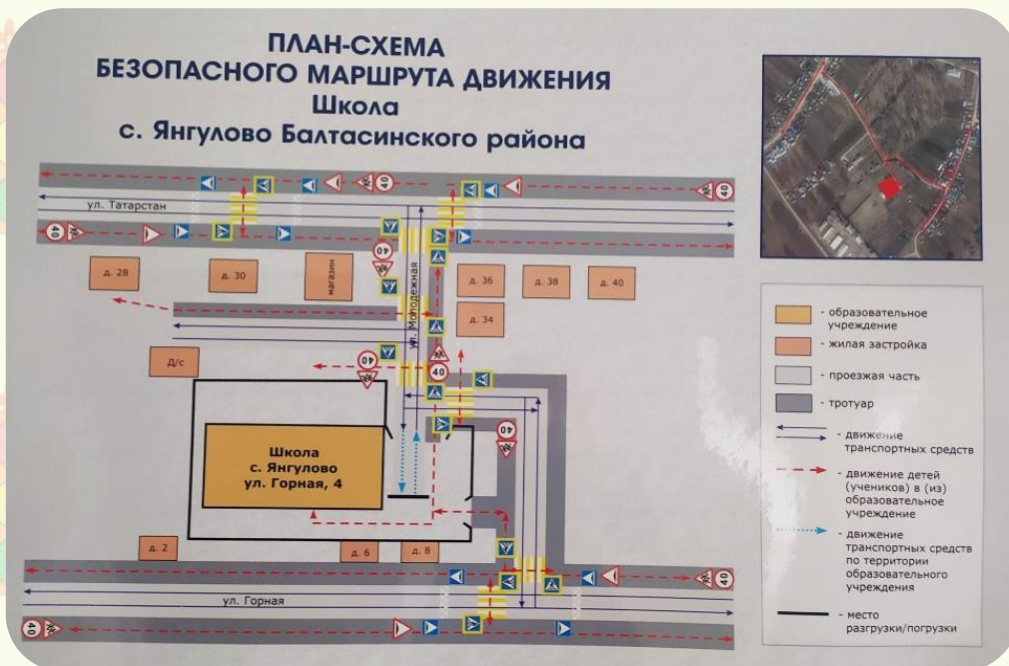 ПЛАН-СХЕМА
БЕЗОПАСНОГО МАРШРУТА ДВИЖЕНИЯ
Школа
с. Янгулово Балтасинского района
40
40
40
ул. Татарстан
40
40
д. 28
д. 30
магазин
ул. Молодежная
д. 36
д. 38
д. 40
д. 34
Д/с
40
40
40
Школа
с. Янгулово
ул. Горная, 4
д. 2
д. 6
д. 8
40
ул. Горная
40
- образовательное
учреждение
- жилая застройка
- проезжая часть
- тротуар
- движение
транспортных средств
- движение детей
(учеников) в (из)
образовательное
учреждение
- движение
транспортных средств
по территории
образовательного
учреждения
- место
разгрузки/погрузки